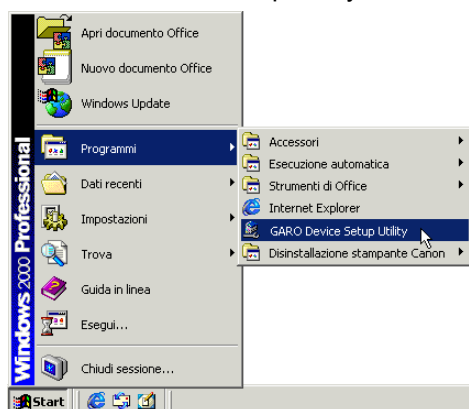 Apri documento Office
Nuovo documento Office
Windows Update
Programmi
Dati recenti
Impostazioni
Trova
Guida in linea
Esegui...
Chiudi sessione...
Windows 2000 Professional
Accessori
Esecuzione automatica
Strumenti di Office
Internet Explorer
GARO Device Setup Utility
Disinstallazione stampante Canon
Start